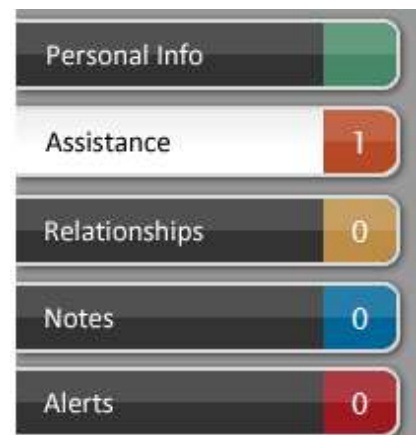 Personal Info
Assistance 1
Relationships 0
Notes 0
Alerts 0